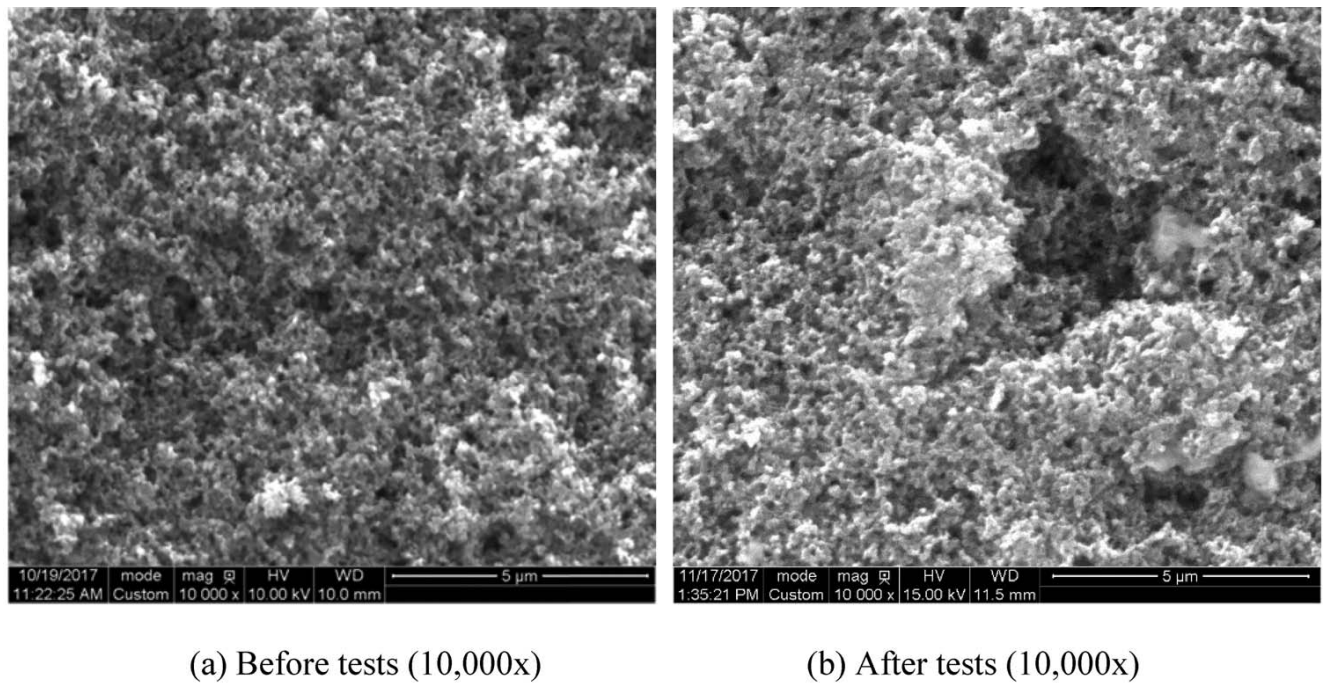 10/19/2017 mode mag HV WD 5 µm
11:22:25 AM Custom 10 000 x 10.00 kV 10.0 mm
11/17/2017 mode mag HV WD 5 µm
1:35:21 PM Custom 10 000 x 15.00 kV 11.5 mm
(a) Before tests (10,000x)
(b) After tests (10,000x)